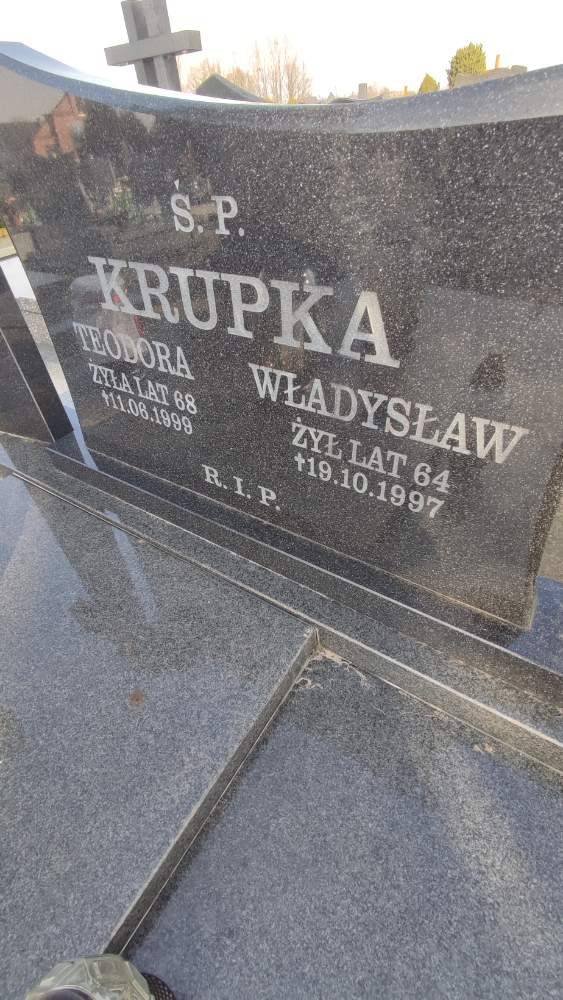 Ś. P.
KRUPKA
TEODORA
ŻYŁA LAT 68
†11.06.1999
WŁADYSŁAW
ŻYŁ LAT 64
†19.10.1997
R. I. P.